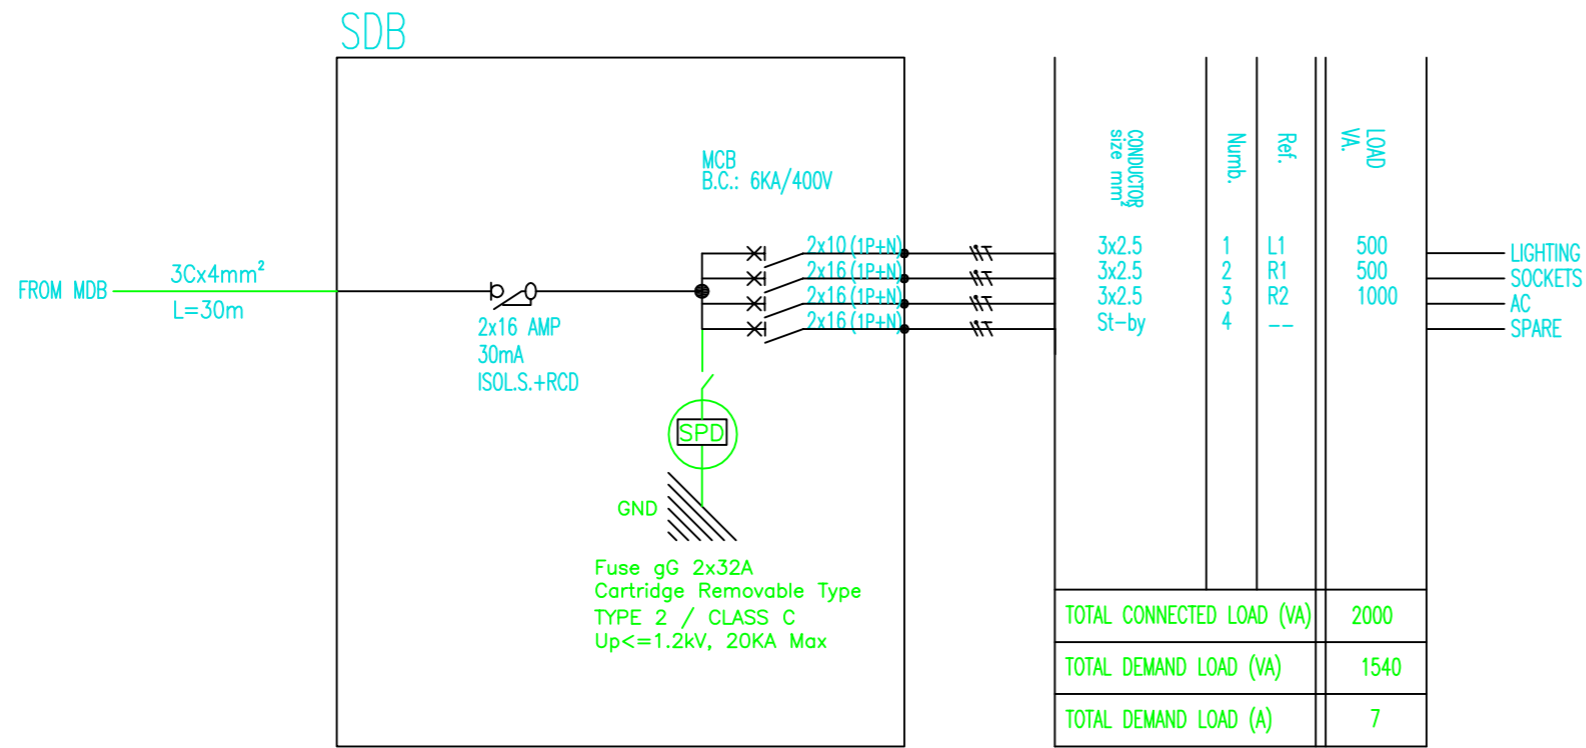 SDB
MCB
B.C.: 6KA/400V
CONDUCTOR
size mm²
Numb.
Ref.
LOAD
VA.
FROM MDB
3Cx4mm²
L=30m
2x16 AMP
30mA
ISOL.S.+RCD
2x10(1P+N) 3x2.5 1 L1 500 LIGHTING
2x16(1P+N) 3x2.5 2 R1 500 SOCKETS
2x16(1P+N) 3x2.5 3 R2 1000 AC
2x16(1P+N) St-by 4 -- SPARE
SPD
GND
Fuse gG 2x32A
Cartridge Removable Type
TYPE 2 / CLASS C
Up<=1.2kV, 20KA Max
TOTAL CONNECTED LOAD (VA) 2000
TOTAL DEMAND LOAD (VA) 1540
TOTAL DEMAND LOAD (A) 7